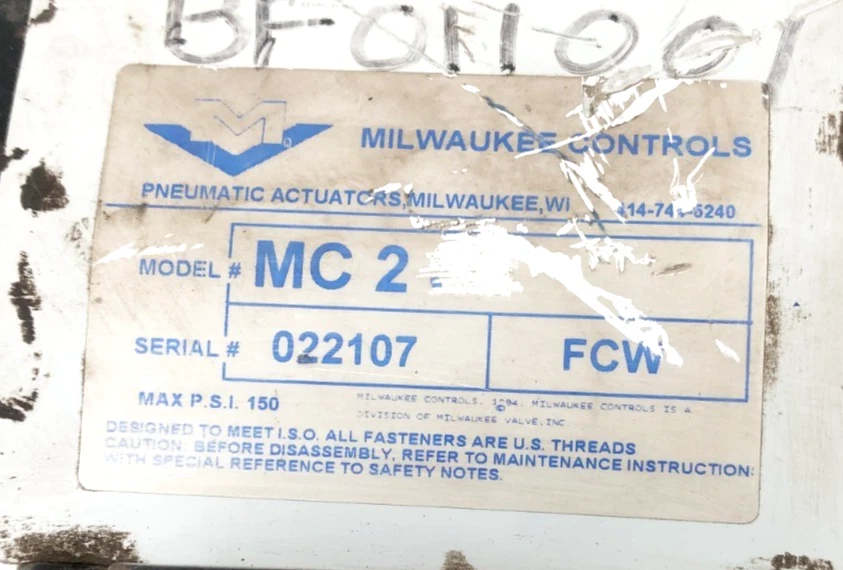 MILWAUKEE CONTROLS
PNEUMATIC ACTUATORS, MILWAUKEE, WI
MODEL # MC 2
SERIAL # 022107 FCW
MAX P.S.I. 150
MILWAUKEE CONTROLS. 1994. MILWAUKEE CONTROLS IS A
©
DIVISION OF MILWAUKEE VALVE.INC
DESIGNED TO MEET I.S.O. ALL FASTENERS ARE U.S. THREADS
CAUTION: BEFORE DISASSEMBLY, REFER TO MAINTENANCE INSTRUCTION:
WITH SPECIAL REFERENCE TO SAFETY NOTES.